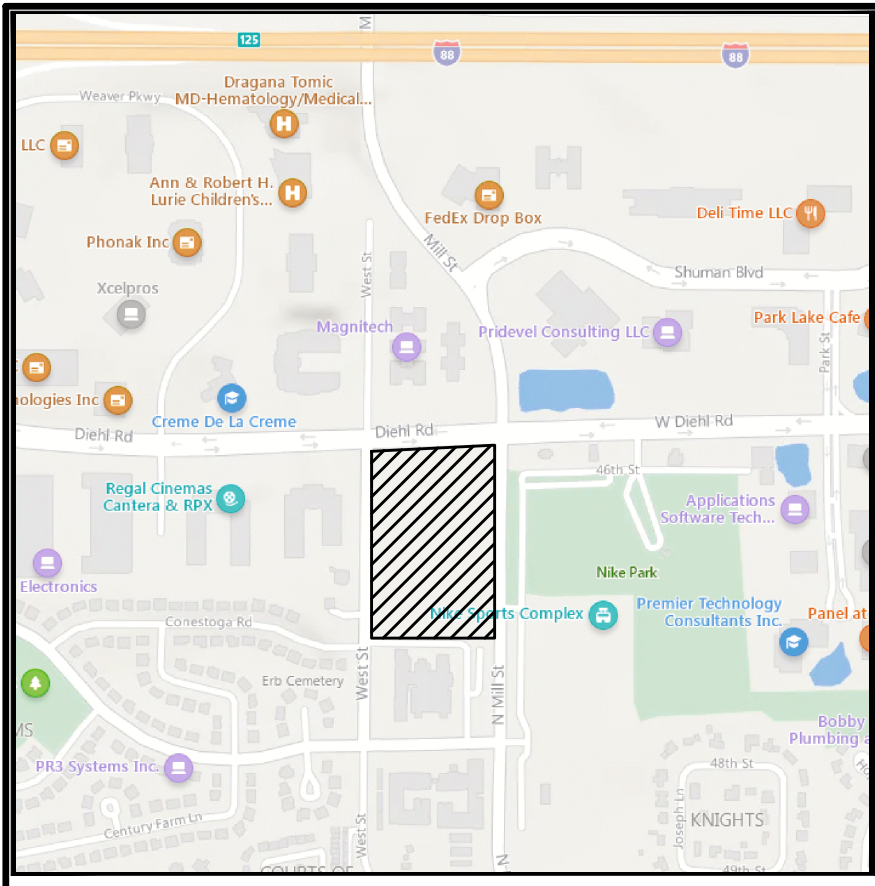 M
125
88
88
Weaver Pkwy
Dragana Tomic
MD-Hematology/Medical...
LLC
Ann & Robert H.
Lurie Children's...
FedEx Drop Box
Deli Time LLC
Phonak Inc
Mill St
West St
Shuman Blvd
Xcelpros
Magnitech
Pridevel Consulting LLC
Park Lake Cafe
Park St
nologies Inc
Creme De La Creme
Diehl Rd
Diehl Rd
W Diehl Rd
46th St
Regal Cinemas
Cantera & RPX
Applications
Software Tech...
Electronics
Nike Park
Nike Sports Complex
Premier Technology
Consultants Inc.
Panel at
Conestoga Rd
West St
Erb Cemetery
N Mill St
MS
Bobby
Plumbing a
PR3 Systems Inc.
48th St
Ho
Joseph Ln
KNIGHTS
Century Farm Ln
West St
N
COURTS OF
49th St